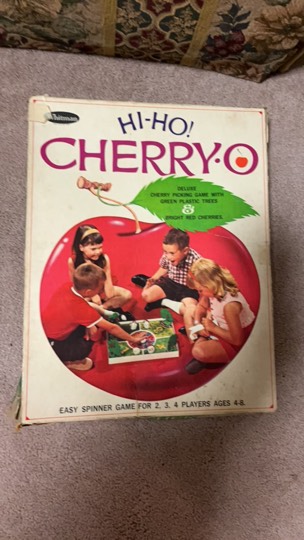 Whitman
HI-HO!
CHERRY·O
DELUXE
CHERRY PICKING GAME WITH
GREEN PLASTIC TREES
&
BRIGHT RED CHERRIES
EASY SPINNER GAME FOR 2, 3, 4 PLAYERS AGES 4-8.